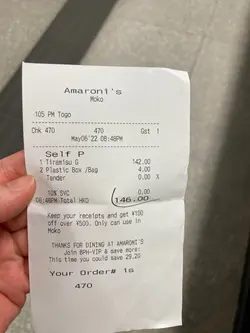 Amaroni's
Moko
105 PM Togo
Chk 470 470 Gst 1
May06'22 08:48PM
Self P
1 Tiramisu G 142.00
2 Plastic Box /Bag 4.00
Tender 0.00 X
10% SVC 0.00
08:48PM Total HKD 146.00
Keep your receipts and get ¥100
off over ¥500. Only can use in
Moko
THANKS FOR DINING AT AMARONI'S
Join BPH-VIP & save more:
This time you could save 29.20
Your Order# is
470